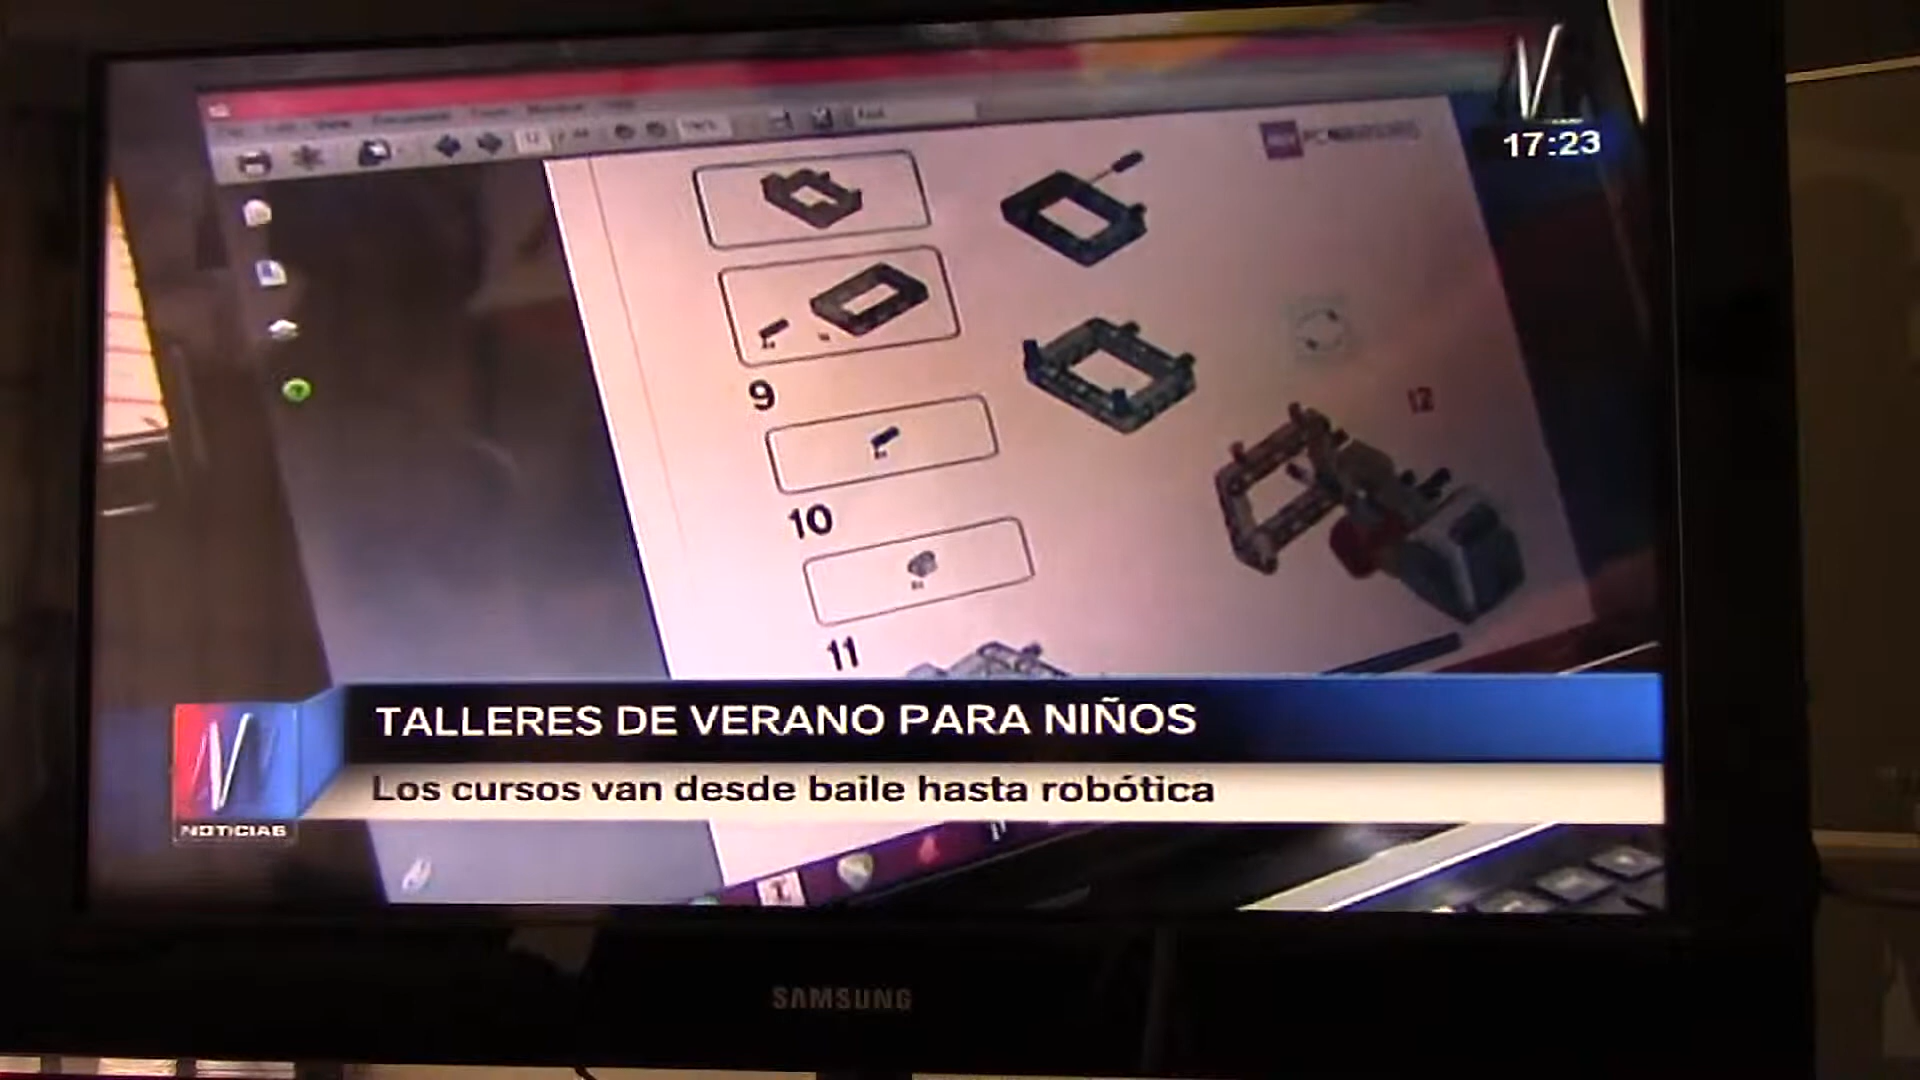 17:23
9
10
12
11
TALLERES DE VERANO PARA NIÑOS
Los cursos van desde baile hasta robótica
NOTICIAS
SAMSUNG